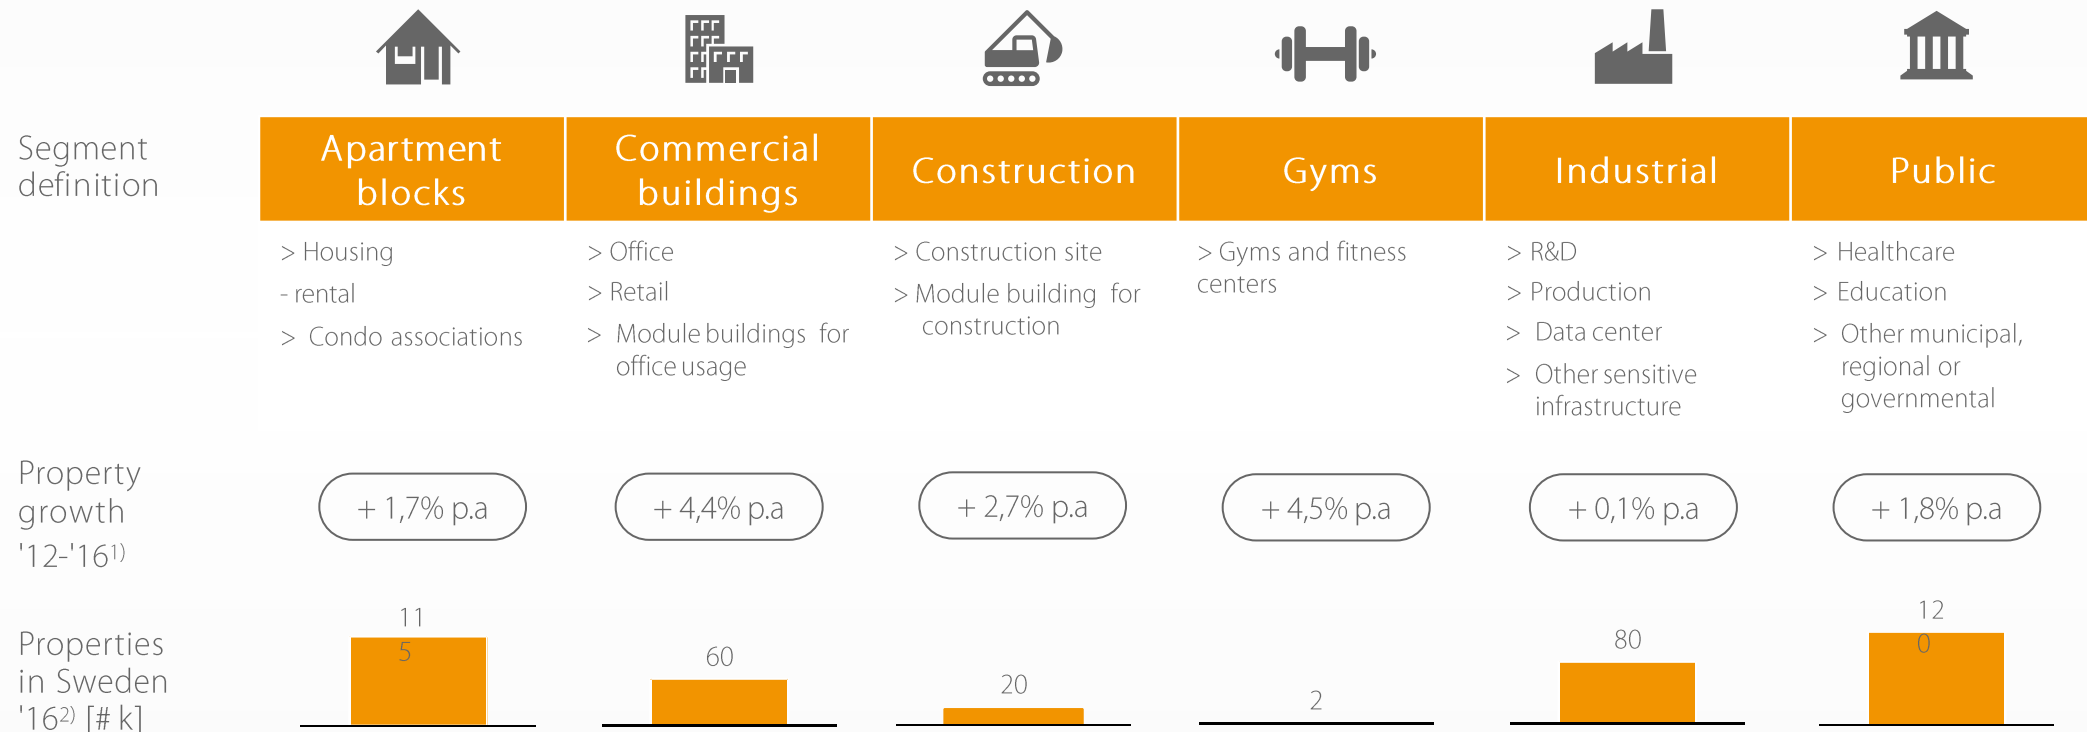 Segment
definition
Apartment
blocks
Commercial
buildings
Construction
Gyms
Industrial
Public
> Housing
- rental
> Condo associations
> Office
> Retail
> Module buildings for
office usage
> Construction site
> Module building for
construction
> Gyms and fitness
centers
> R&D
> Production
> Data center
> Other sensitive
infrastructure
> Healthcare
> Education
> Other municipal,
regional or
governmental
Property
growth
'12-'16¹⁾
+ 1,7% p.a
+ 4,4% p.a
+ 2,7% p.a
+ 4,5% p.a
+ 0,1% p.a
+ 1,8% p.a
Properties
in Sweden
'16²⁾ [# k]
11
5
60
20
2
80
12
0